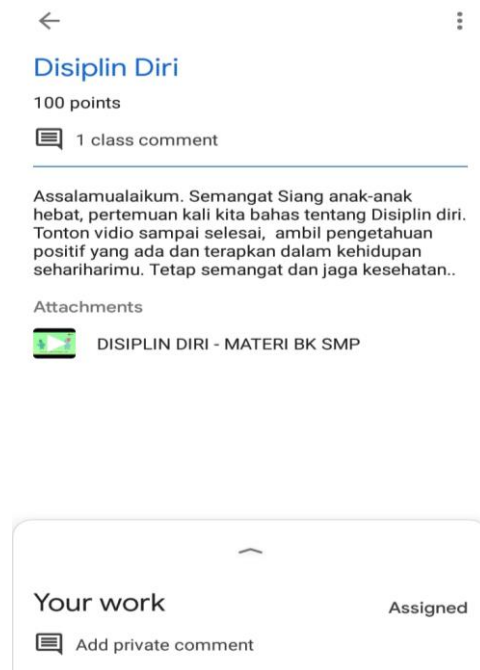 Disiplin Diri
100 points
1 class comment
Assalamualaikum. Semangat Siang anak-anak
hebat, pertemuan kali kita bahas tentang Disiplin diri.
Tonton vidio sampai selesai, ambil pengetahuan
positif yang ada dan terapkan dalam kehidupan
sehariharimu. Tetap semangat dan jaga kesehatan..
Attachments
DISIPLIN DIRI - MATERI BK SMP
Your work
Assigned
Add private comment